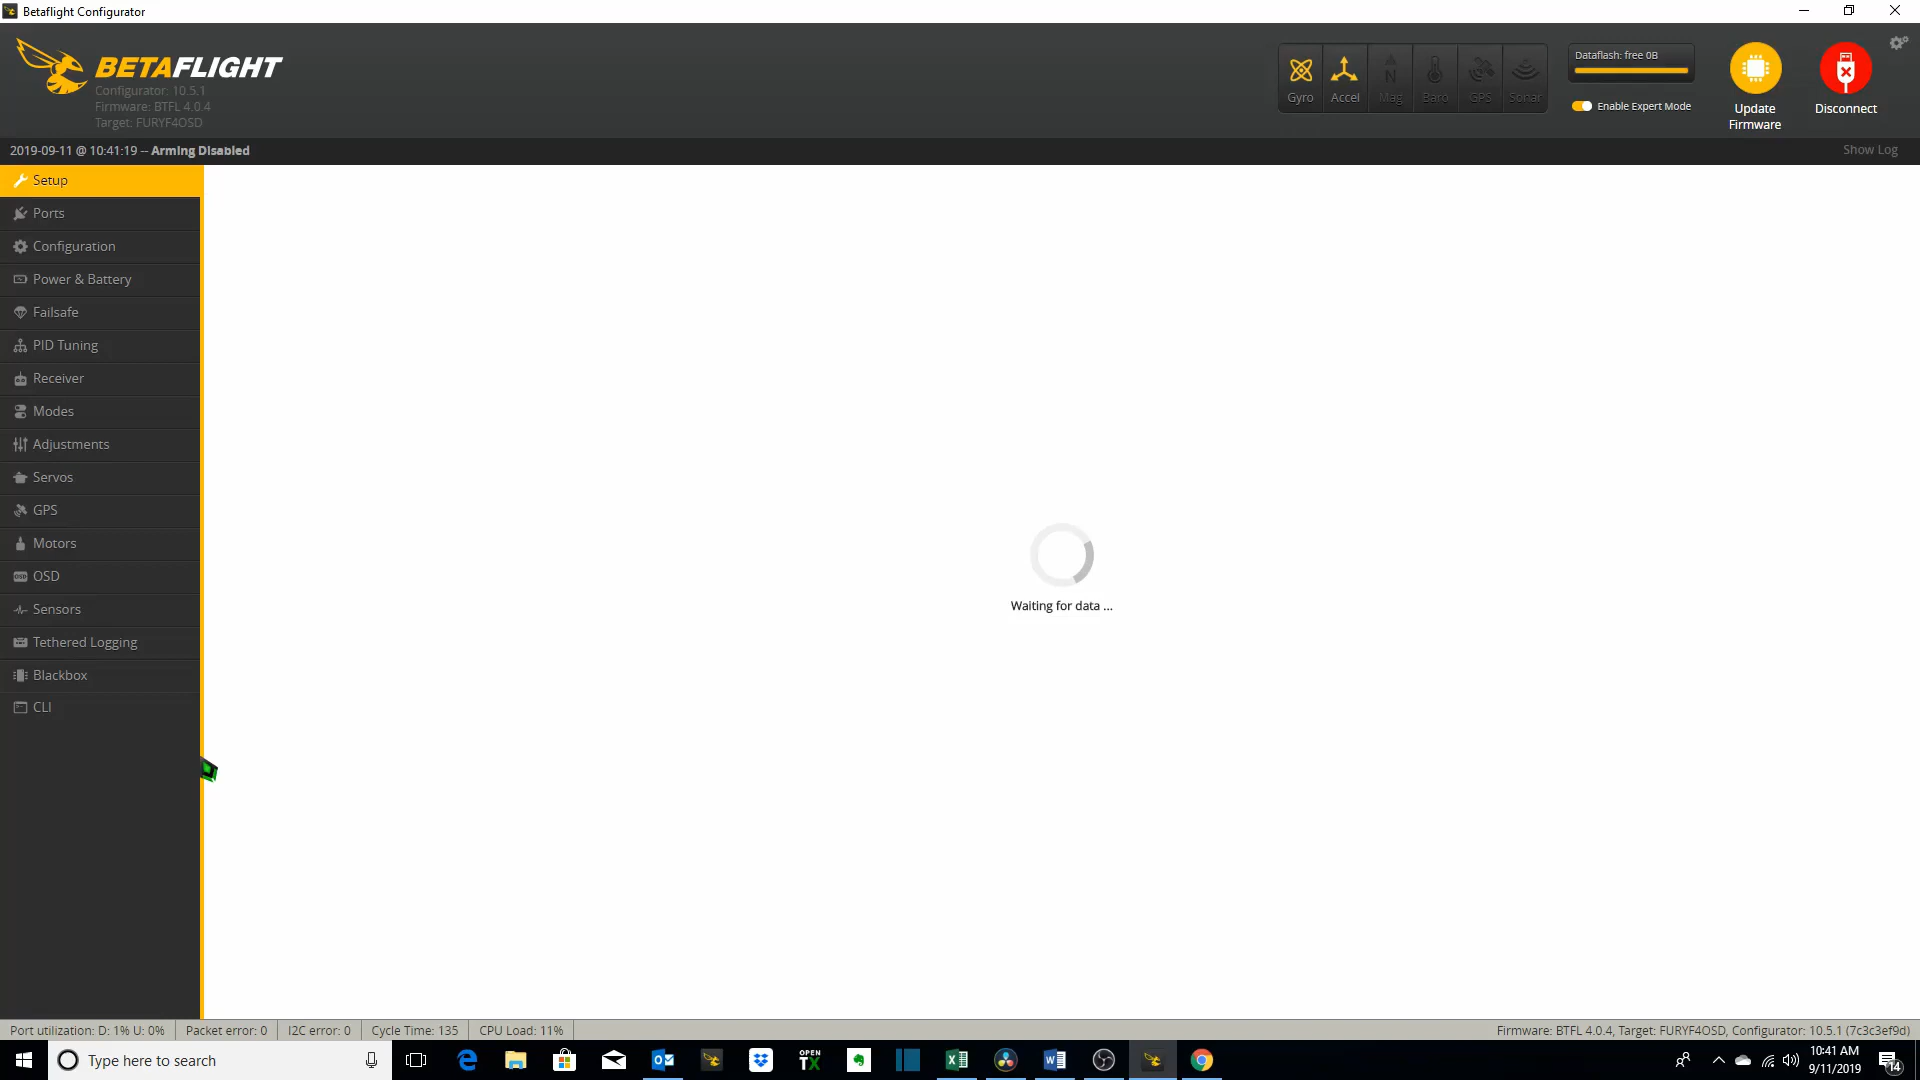 Betaflight Configurator
BETAFLIGHT
Configurator: 10.5.1
Firmware: BTFL 4.0.4
Target: FURYF4OSD
Gyro
Accel
N
Mag
Baro
GPS
Sonar
Dataflash: free 0B
Enable Expert Mode
Update
Firmware
Disconnect
2019-09-11 @ 10:41:19 -- Arming Disabled
Show Log
Setup
Ports
Configuration
Power & Battery
Failsafe
PID Tuning
Receiver
Modes
Adjustments
Servos
GPS
Motors
OSD
OSD
Sensors
Tethered Logging
Blackbox
CLI
Waiting for data ...
Port utilization: D: 1% U: 0%
Packet error: 0
I2C error: 0
Cycle Time: 135
CPU Load: 11%
Firmware: BTFL 4.0.4, Target: FURYF4OSD, Configurator: 10.5.1 (7c3c3ef9d)
Type here to search
OPEN
TX
10:41 AM
9/11/2019
14